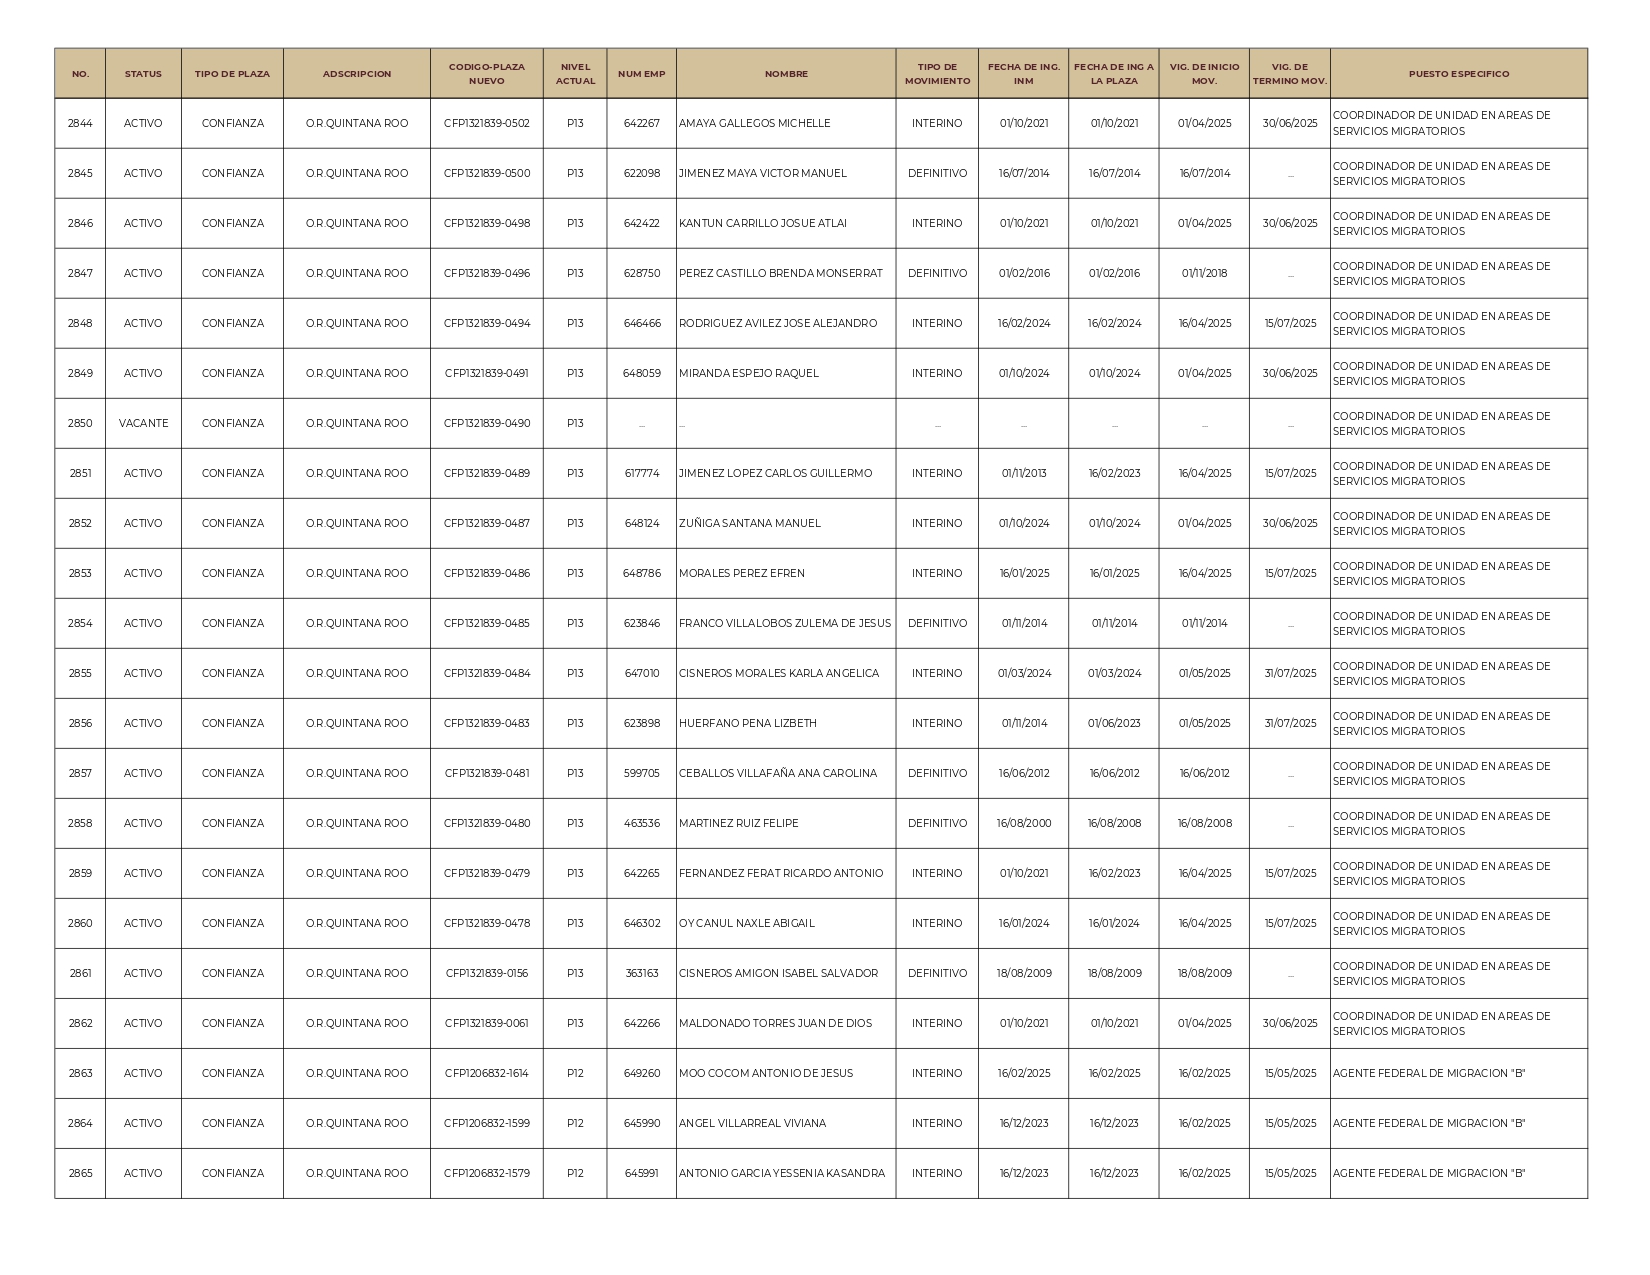 NO. STATUS TIPO DE PLAZA ADSCRIPCION CODIGO-PLAZA NUEVO NIVEL ACTUAL NUM EMP NOMBRE TIPO DE MOVIMIENTO FECHA DE ING. INM FECHA DE ING A LA PLAZA VIG. DE INICIO MOV. VIG. DE TERMINO MOV. PUESTO ESPECIFICO
2844 ACTIVO CONFIANZA O.R.QUINTANA ROO CFP1321839-0502 P13 642267 AMAYA GALLEGOS MICHELLE INTERINO 01/10/2021 01/10/2021 01/04/2025 30/06/2025 COORDINADOR DE UNIDAD EN AREAS DE SERVICIOS MIGRATORIOS
2845 ACTIVO CONFIANZA O.R.QUINTANA ROO CFP1321839-0500 P13 622098 JIMENEZ MAYA VICTOR MANUEL DEFINITIVO 16/07/2014 16/07/2014 16/07/2014 ... COORDINADOR DE UNIDAD EN AREAS DE SERVICIOS MIGRATORIOS
2846 ACTIVO CONFIANZA O.R.QUINTANA ROO CFP1321839-0498 P13 642422 KANTUN CARRILLO JOSUE ATLAI INTERINO 01/10/2021 01/10/2021 01/04/2025 30/06/2025 COORDINADOR DE UNIDAD EN AREAS DE SERVICIOS MIGRATORIOS
2847 ACTIVO CONFIANZA O.R.QUINTANA ROO CFP1321839-0496 P13 628750 PEREZ CASTILLO BRENDA MONSERRAT DEFINITIVO 01/02/2016 01/02/2016 01/11/2018 ... COORDINADOR DE UNIDAD EN AREAS DE SERVICIOS MIGRATORIOS
2848 ACTIVO CONFIANZA O.R.QUINTANA ROO CFP1321839-0494 P13 646466 RODRIGUEZ AVILEZ JOSE ALEJANDRO INTERINO 16/02/2024 16/02/2024 16/04/2025 15/07/2025 COORDINADOR DE UNIDAD EN AREAS DE SERVICIOS MIGRATORIOS
2849 ACTIVO CONFIANZA O.R.QUINTANA ROO CFP1321839-0491 P13 648059 MIRANDA ESPEJO RAQUEL INTERINO 01/10/2024 01/10/2024 01/04/2025 30/06/2025 COORDINADOR DE UNIDAD EN AREAS DE SERVICIOS MIGRATORIOS
2850 VACANTE CONFIANZA O.R.QUINTANA ROO CFP1321839-0490 P13 ... ... ... ... ... ... ... COORDINADOR DE UNIDAD EN AREAS DE SERVICIOS MIGRATORIOS
2851 ACTIVO CONFIANZA O.R.QUINTANA ROO CFP1321839-0489 P13 617774 JIMENEZ LOPEZ CARLOS GUILLERMO INTERINO 01/11/2013 16/02/2023 16/04/2025 15/07/2025 COORDINADOR DE UNIDAD EN AREAS DE SERVICIOS MIGRATORIOS
2852 ACTIVO CONFIANZA O.R.QUINTANA ROO CFP1321839-0487 P13 648124 ZUÑIGA SANTANA MANUEL INTERINO 01/10/2024 01/10/2024 01/04/2025 30/06/2025 COORDINADOR DE UNIDAD EN AREAS DE SERVICIOS MIGRATORIOS
2853 ACTIVO CONFIANZA O.R.QUINTANA ROO CFP1321839-0486 P13 648786 MORALES PEREZ EFREN INTERINO 16/01/2025 16/01/2025 16/04/2025 15/07/2025 COORDINADOR DE UNIDAD EN AREAS DE SERVICIOS MIGRATORIOS
2854 ACTIVO CONFIANZA O.R.QUINTANA ROO CFP1321839-0485 P13 623846 FRANCO VILLALOBOS ZULEMA DE JESUS DEFINITIVO 01/11/2014 01/11/2014 01/11/2014 ... COORDINADOR DE UNIDAD EN AREAS DE SERVICIOS MIGRATORIOS
2855 ACTIVO CONFIANZA O.R.QUINTANA ROO CFP1321839-0484 P13 647010 CISNEROS MORALES KARLA ANGELICA INTERINO 01/03/2024 01/03/2024 01/05/2025 31/07/2025 COORDINADOR DE UNIDAD EN AREAS DE SERVICIOS MIGRATORIOS
2856 ACTIVO CONFIANZA O.R.QUINTANA ROO CFP1321839-0483 P13 623898 HUERFANO PENA LIZBETH INTERINO 01/11/2014 01/06/2023 01/05/2025 31/07/2025 COORDINADOR DE UNIDAD EN AREAS DE SERVICIOS MIGRATORIOS
2857 ACTIVO CONFIANZA O.R.QUINTANA ROO CFP1321839-0481 P13 599705 CEBALLOS VILLAFAÑA ANA CAROLINA DEFINITIVO 16/06/2012 16/06/2012 16/06/2012 ... COORDINADOR DE UNIDAD EN AREAS DE SERVICIOS MIGRATORIOS
2858 ACTIVO CONFIANZA O.R.QUINTANA ROO CFP1321839-0480 P13 463536 MARTINEZ RUIZ FELIPE DEFINITIVO 16/08/2000 16/08/2008 16/08/2008 ... COORDINADOR DE UNIDAD EN AREAS DE SERVICIOS MIGRATORIOS
2859 ACTIVO CONFIANZA O.R.QUINTANA ROO CFP1321839-0479 P13 642265 FERNANDEZ FERAT RICARDO ANTONIO INTERINO 01/10/2021 16/02/2023 16/04/2025 15/07/2025 COORDINADOR DE UNIDAD EN AREAS DE SERVICIOS MIGRATORIOS
2860 ACTIVO CONFIANZA O.R.QUINTANA ROO CFP1321839-0478 P13 646302 OY CANUL NAXLE ABIGAIL INTERINO 16/01/2024 16/01/2024 16/04/2025 15/07/2025 COORDINADOR DE UNIDAD EN AREAS DE SERVICIOS MIGRATORIOS
2861 ACTIVO CONFIANZA O.R.QUINTANA ROO CFP1321839-0156 P13 363163 CISNEROS AMIGON ISABEL SALVADOR DEFINITIVO 18/08/2009 18/08/2009 18/08/2009 ... COORDINADOR DE UNIDAD EN AREAS DE SERVICIOS MIGRATORIOS
2862 ACTIVO CONFIANZA O.R.QUINTANA ROO CFP1321839-0061 P13 642266 MALDONADO TORRES JUAN DE DIOS INTERINO 01/10/2021 01/10/2021 01/04/2025 30/06/2025 COORDINADOR DE UNIDAD EN AREAS DE SERVICIOS MIGRATORIOS
2863 ACTIVO CONFIANZA O.R.QUINTANA ROO CFP1206832-1614 P12 649260 MOO COCOM ANTONIO DE JESUS INTERINO 16/02/2025 16/02/2025 16/02/2025 15/05/2025 AGENTE FEDERAL DE MIGRACION "B"
2864 ACTIVO CONFIANZA O.R.QUINTANA ROO CFP1206832-1599 P12 645990 ANGEL VILLARREAL VIVIANA INTERINO 16/12/2023 16/12/2023 16/02/2025 15/05/2025 AGENTE FEDERAL DE MIGRACION "B"
2865 ACTIVO CONFIANZA O.R.QUINTANA ROO CFP1206832-1579 P12 645991 ANTONIO GARCIA YESSENIA KASANDRA INTERINO 16/12/2023 16/12/2023 16/02/2025 15/05/2025 AGENTE FEDERAL DE MIGRACION "B"